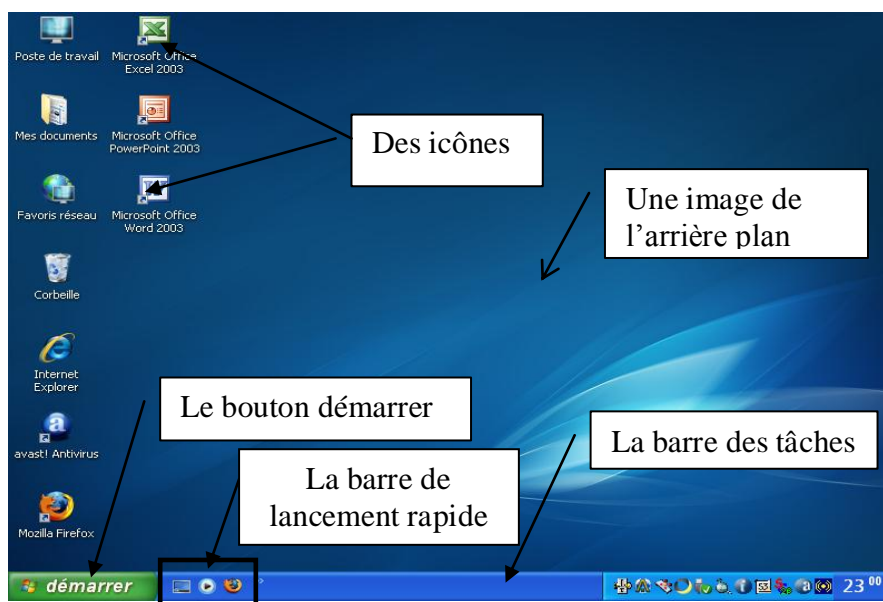 Poste de travail
Microsoft Office
Excel 2003
Mes documents
Microsoft Office
PowerPoint 2003
Des icônes
Favoris réseau
Microsoft Office
Word 2003
Une image de
l’arrière plan
Corbeille
Internet
Explorer
Le bouton démarrer
avast! Antivirus
La barre des tâches
La barre de
lancement rapide
Mozilla Firefox
démarrer
23 00